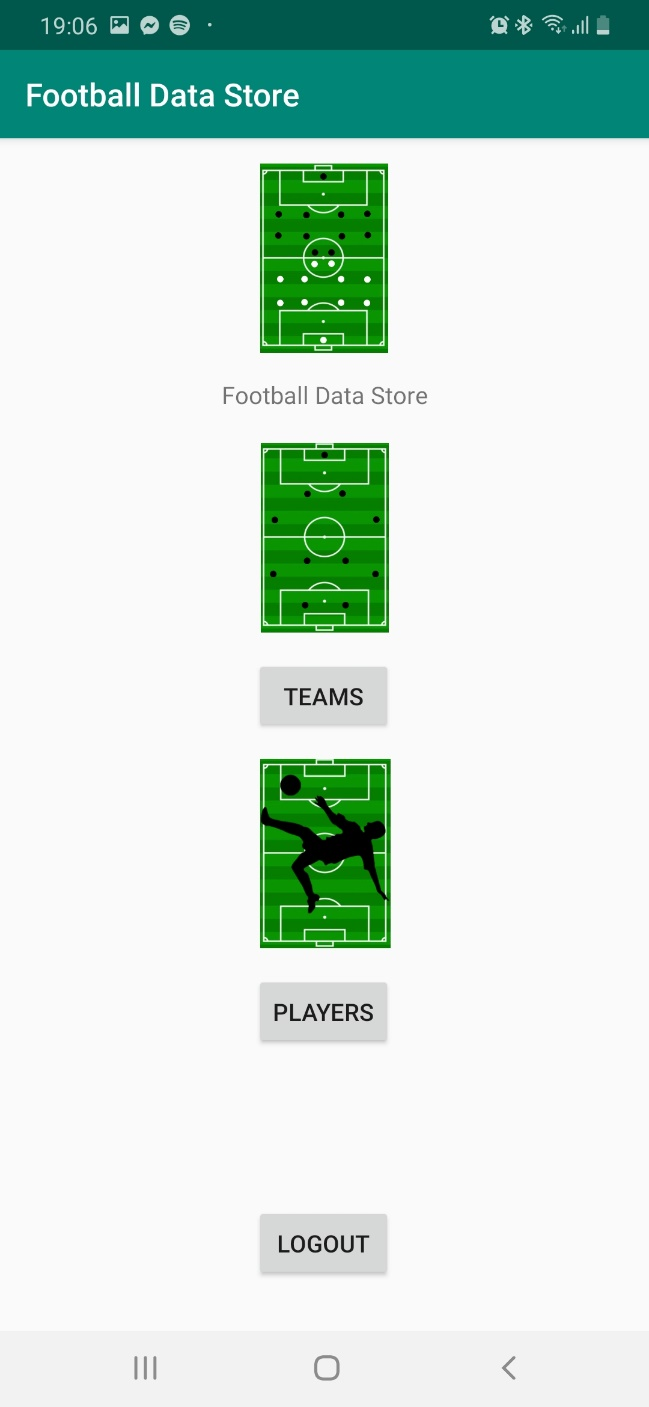 19:06
Football Data Store
Football Data Store
TEAMS
PLAYERS
LOGOUT